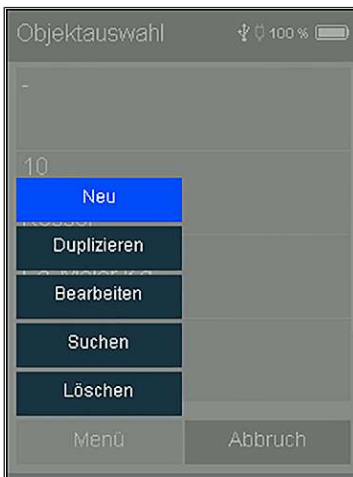 Objektauswahl 100 %
-
10
Neu
Duplizieren
Bearbeiten
Suchen
Löschen
Menü Abbruch